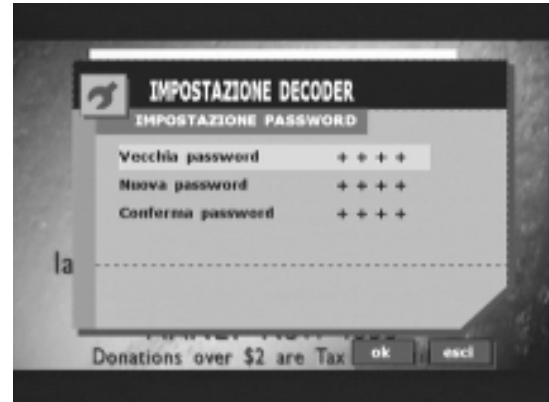 IMPOSTAZIONE DECODER
IMPOSTAZIONE PASSWORD
Vecchia password + + + +
Nuova password + + + +
Conferma password + + + +
la
Donations over $2 are Tax
ok
esci